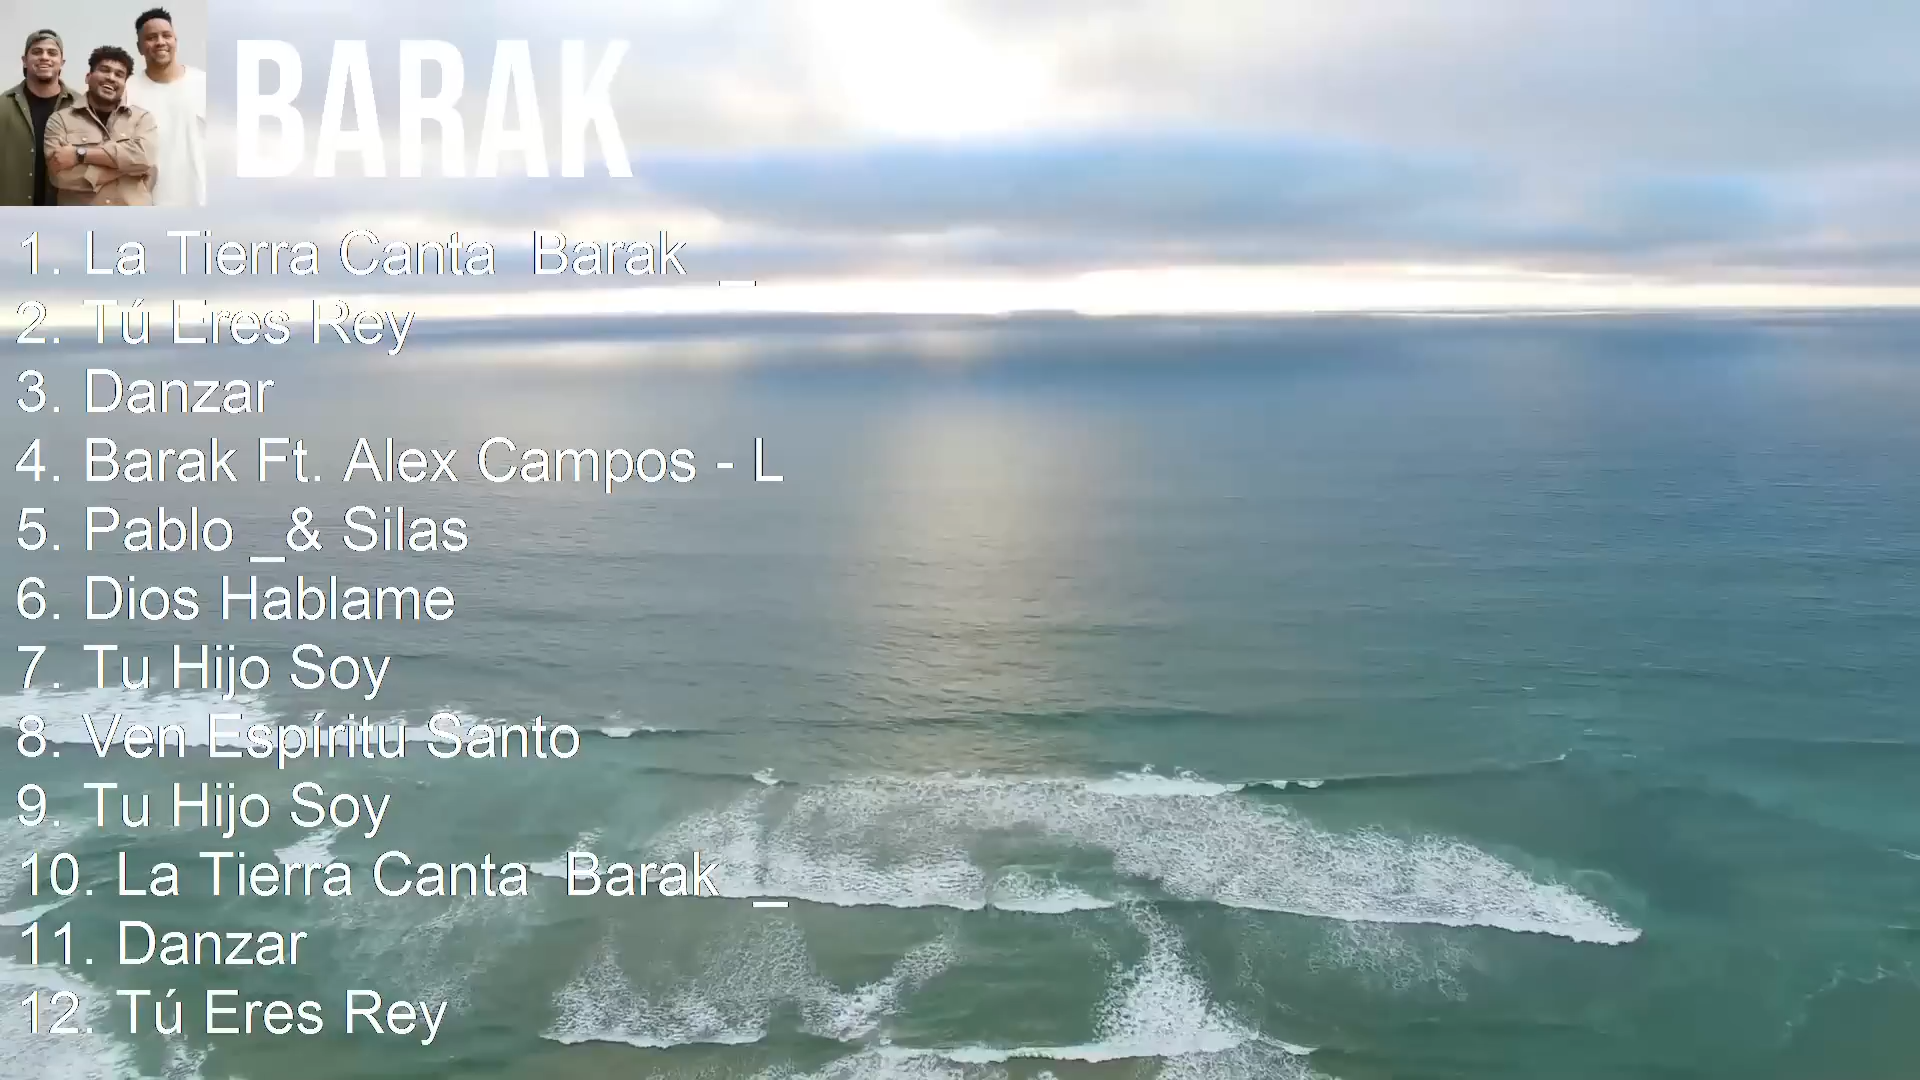 BARAK
1. La Tierra Canta  Barak  _
2. Tú Eres Rey
3. Danzar
4. Barak Ft. Alex Campos - L
5. Pablo _& Silas
6. Dios Hablame
7. Tu Hijo Soy
8. Ven Espíritu Santo
9. Tu Hijo Soy
10. La Tierra Canta  Barak  _
11. Danzar
12. Tú Eres Rey